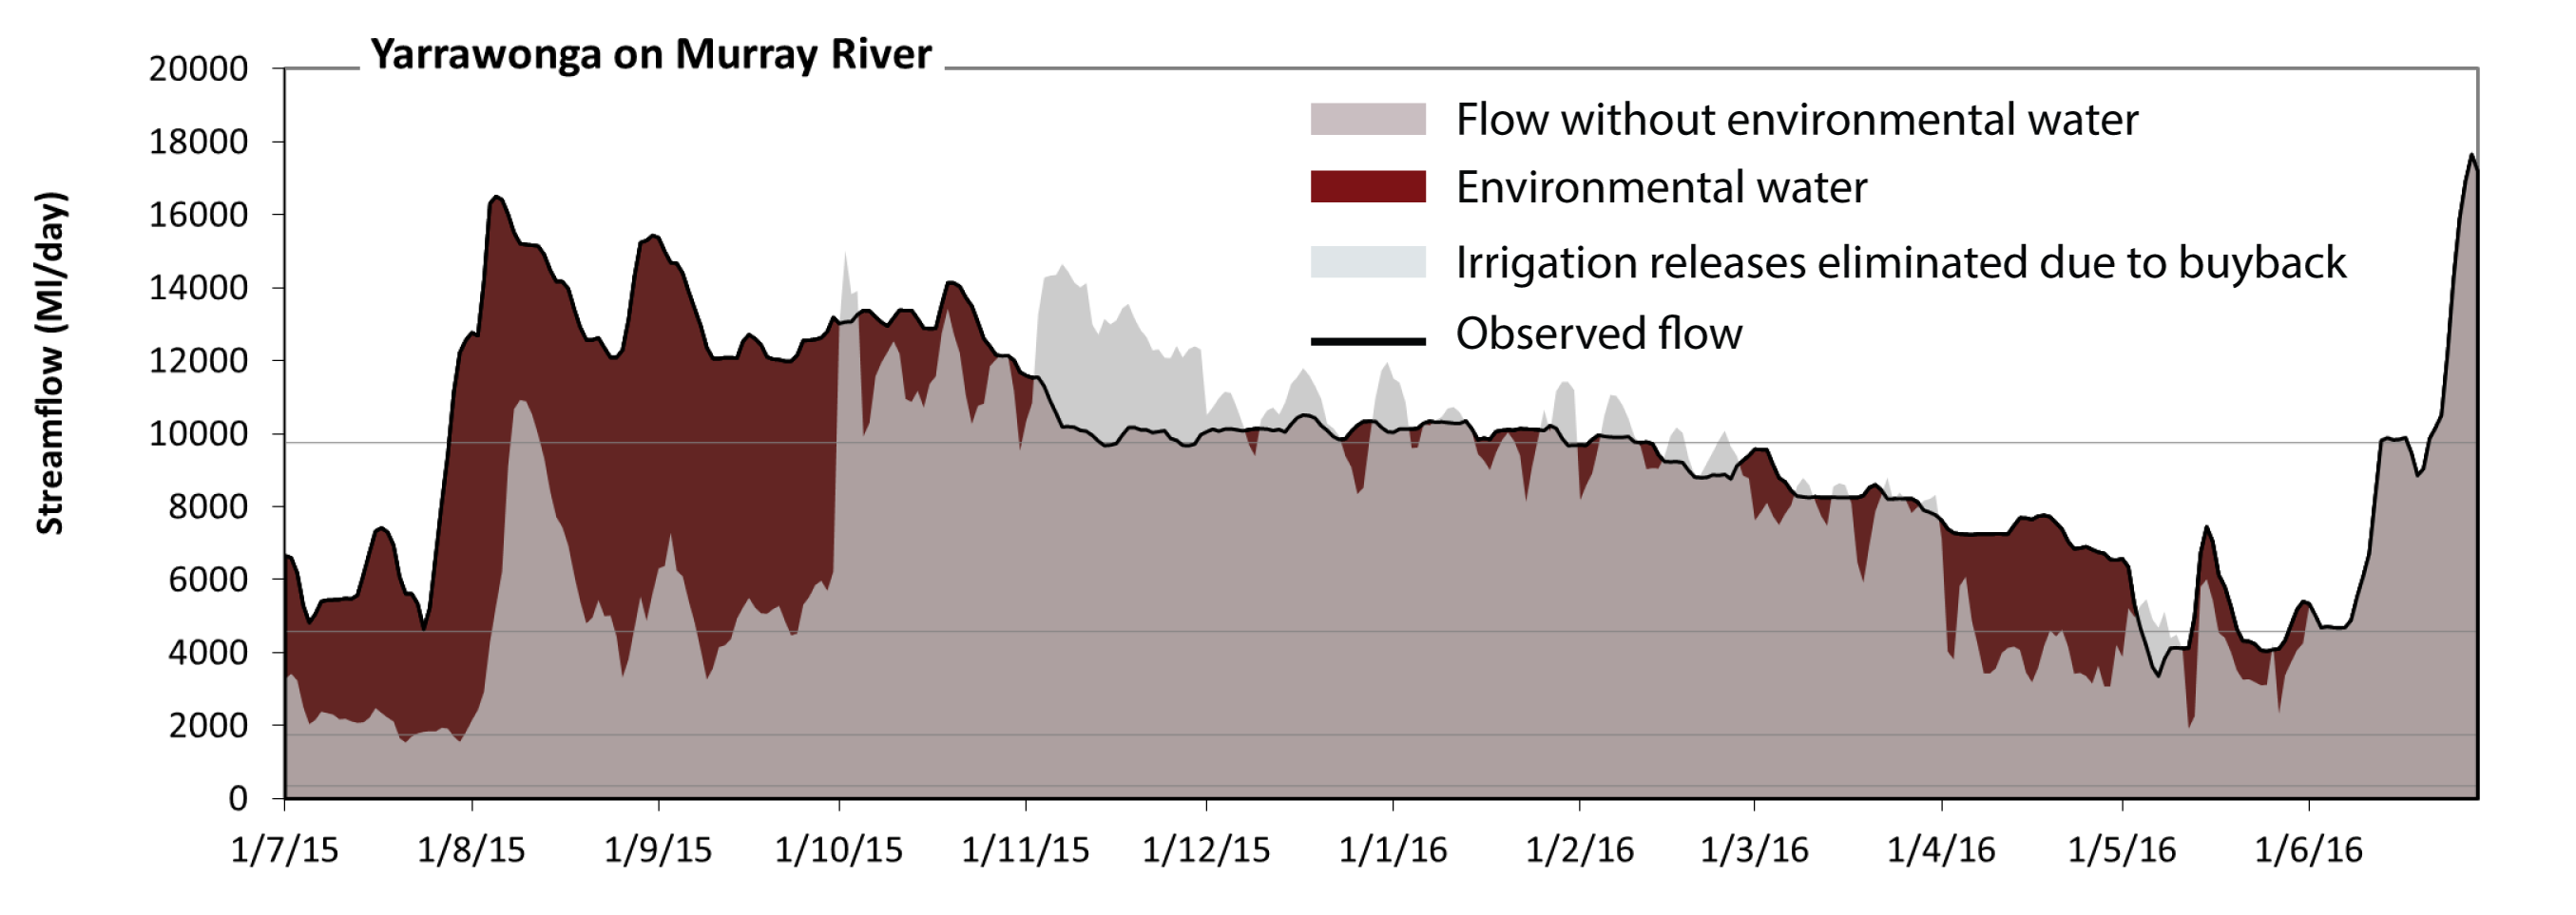 Yarrawonga on Murray River
Streamflow (Ml/day)
20000
18000
16000
14000
12000
10000
8000
6000
4000
2000
0
Flow without environmental water
Environmental water
Irrigation releases eliminated due to buyback
Observed flow
1/7/15 1/8/15 1/9/15 1/10/15 1/11/15 1/12/15 1/1/16 1/2/16 1/3/16 1/4/16 1/5/16 1/6/16